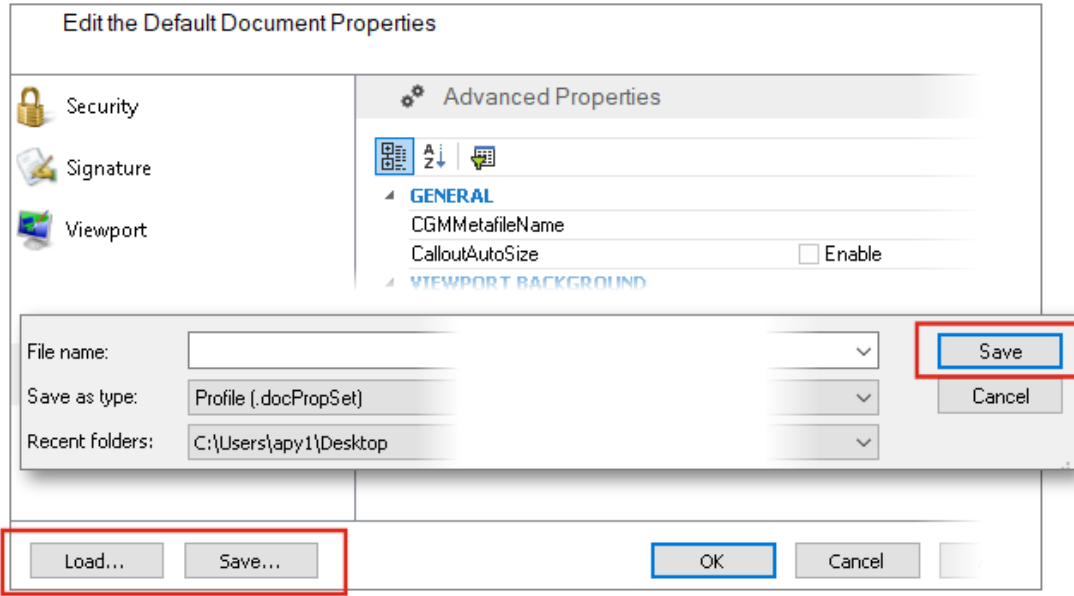 Edit the Default Document Properties
Security
Signature
Viewport
Advanced Properties
A
Z
GENERAL
CGMMetafileName
CalloutAutoSize
Enable
VIEWPORT BACKGROUND
File name:
Save
Save as type:
Profile (.docPropSet)
Cancel
Recent folders:
C:\Users\apy1\Desktop
Load...
Save...
OK
Cancel